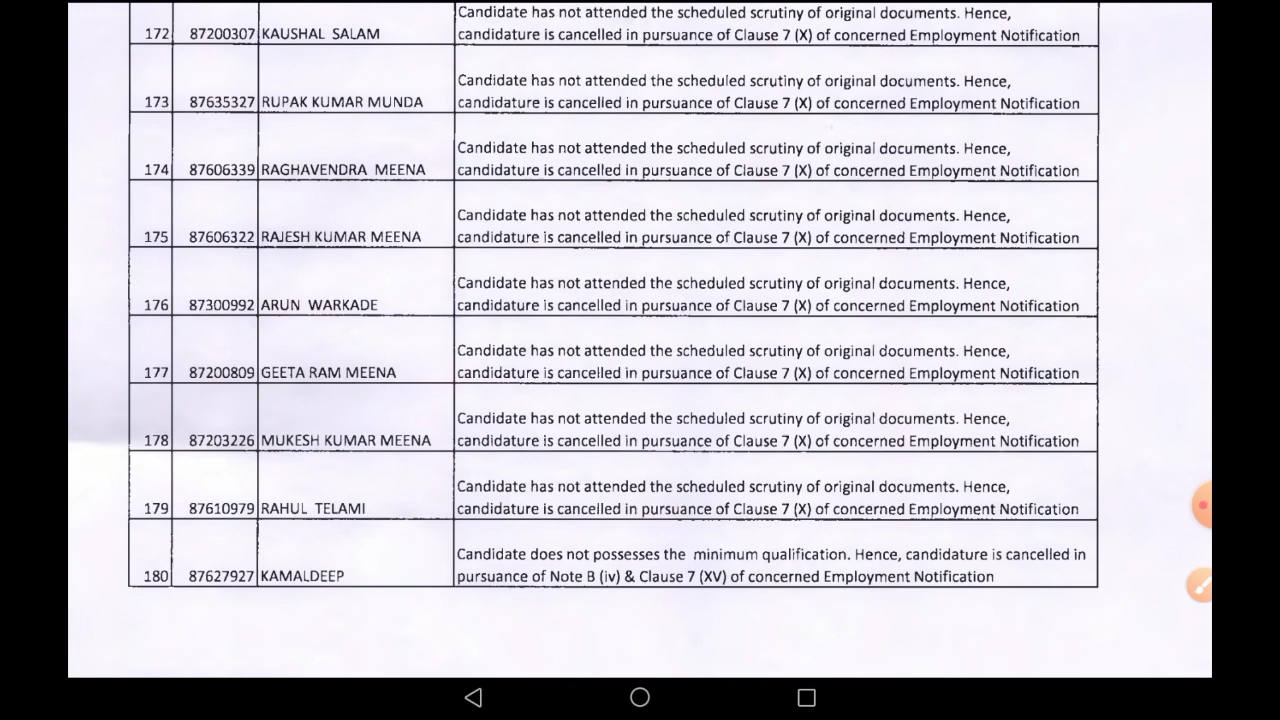 Candidate has not attended the scheduled scrutiny of original documents. Hence,
172 87200307 KAUSHAL SALAM candidature is cancelled in pursuance of Clause 7 (X) of concerned Employment Notification
Candidate has not attended the scheduled scrutiny of original documents. Hence,
173 87635327 RUPAK KUMAR MUNDA candidature is cancelled in pursuance of Clause 7 (X) of concerned Employment Notification
Candidate has not attended the scheduled scrutiny of original documents. Hence,
174 87606339 RAGHAVENDRA MEENA candidature is cancelled in pursuance of Clause 7 (X) of concerned Employment Notification
Candidate has not attended the scheduled scrutiny of original documents. Hence,
175 87606322 RAJESH KUMAR MEENA candidature is cancelled in pursuance of Clause 7 (X) of concerned Employment Notification
Candidate has not attended the scheduled scrutiny of original documents. Hence,
176 87300992 ARUN WARKADE candidature is cancelled in pursuance of Clause 7 (X) of concerned Employment Notification
Candidate has not attended the scheduled scrutiny of original documents. Hence,
177 87200809 GEETA RAM MEENA candidature is cancelled in pursuance of Clause 7 (X) of concerned Employment Notification
Candidate has not attended the scheduled scrutiny of original documents. Hence,
178 87203226 MUKESH KUMAR MEENA candidature is cancelled in pursuance of Clause 7 (X) of concerned Employment Notification
Candidate has not attended the scheduled scrutiny of original documents. Hence,
179 87610979 RAHUL TELAMI candidature is cancelled in pursuance of Clause 7 (X) of concerned Employment Notification
Candidate does not possesses the minimum qualification. Hence, candidature is cancelled in
180 87627927 KAMALDEEP pursuance of Note B (iv) & Clause 7 (XV) of concerned Employment Notification